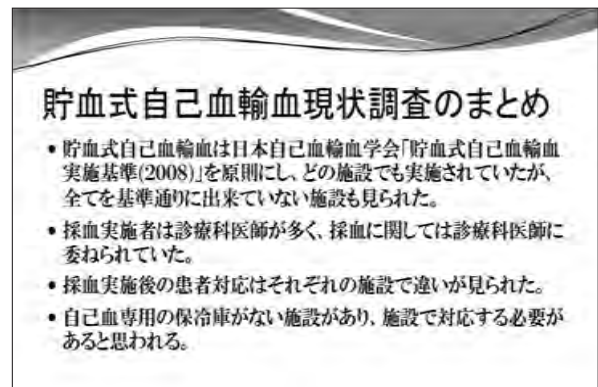 貯血式自己血輸血現状調査のまとめ
• 貯血式自己血輸血は日本自己血輸血学会「貯血式自己血輸血
実施基準(2008)」を原則にし、どの施設でも実施されていたが、
全てを基準通りに出来ていない施設も見られた。
• 採血実施者は診療科医師が多く、採血に関しては診療科医師に
委ねられていた。
• 採血実施後の患者対応はそれぞれの施設で違いが見られた。
• 自己血専用の保冷庫がない施設があり、施設で対応する必要が
あると思われる。